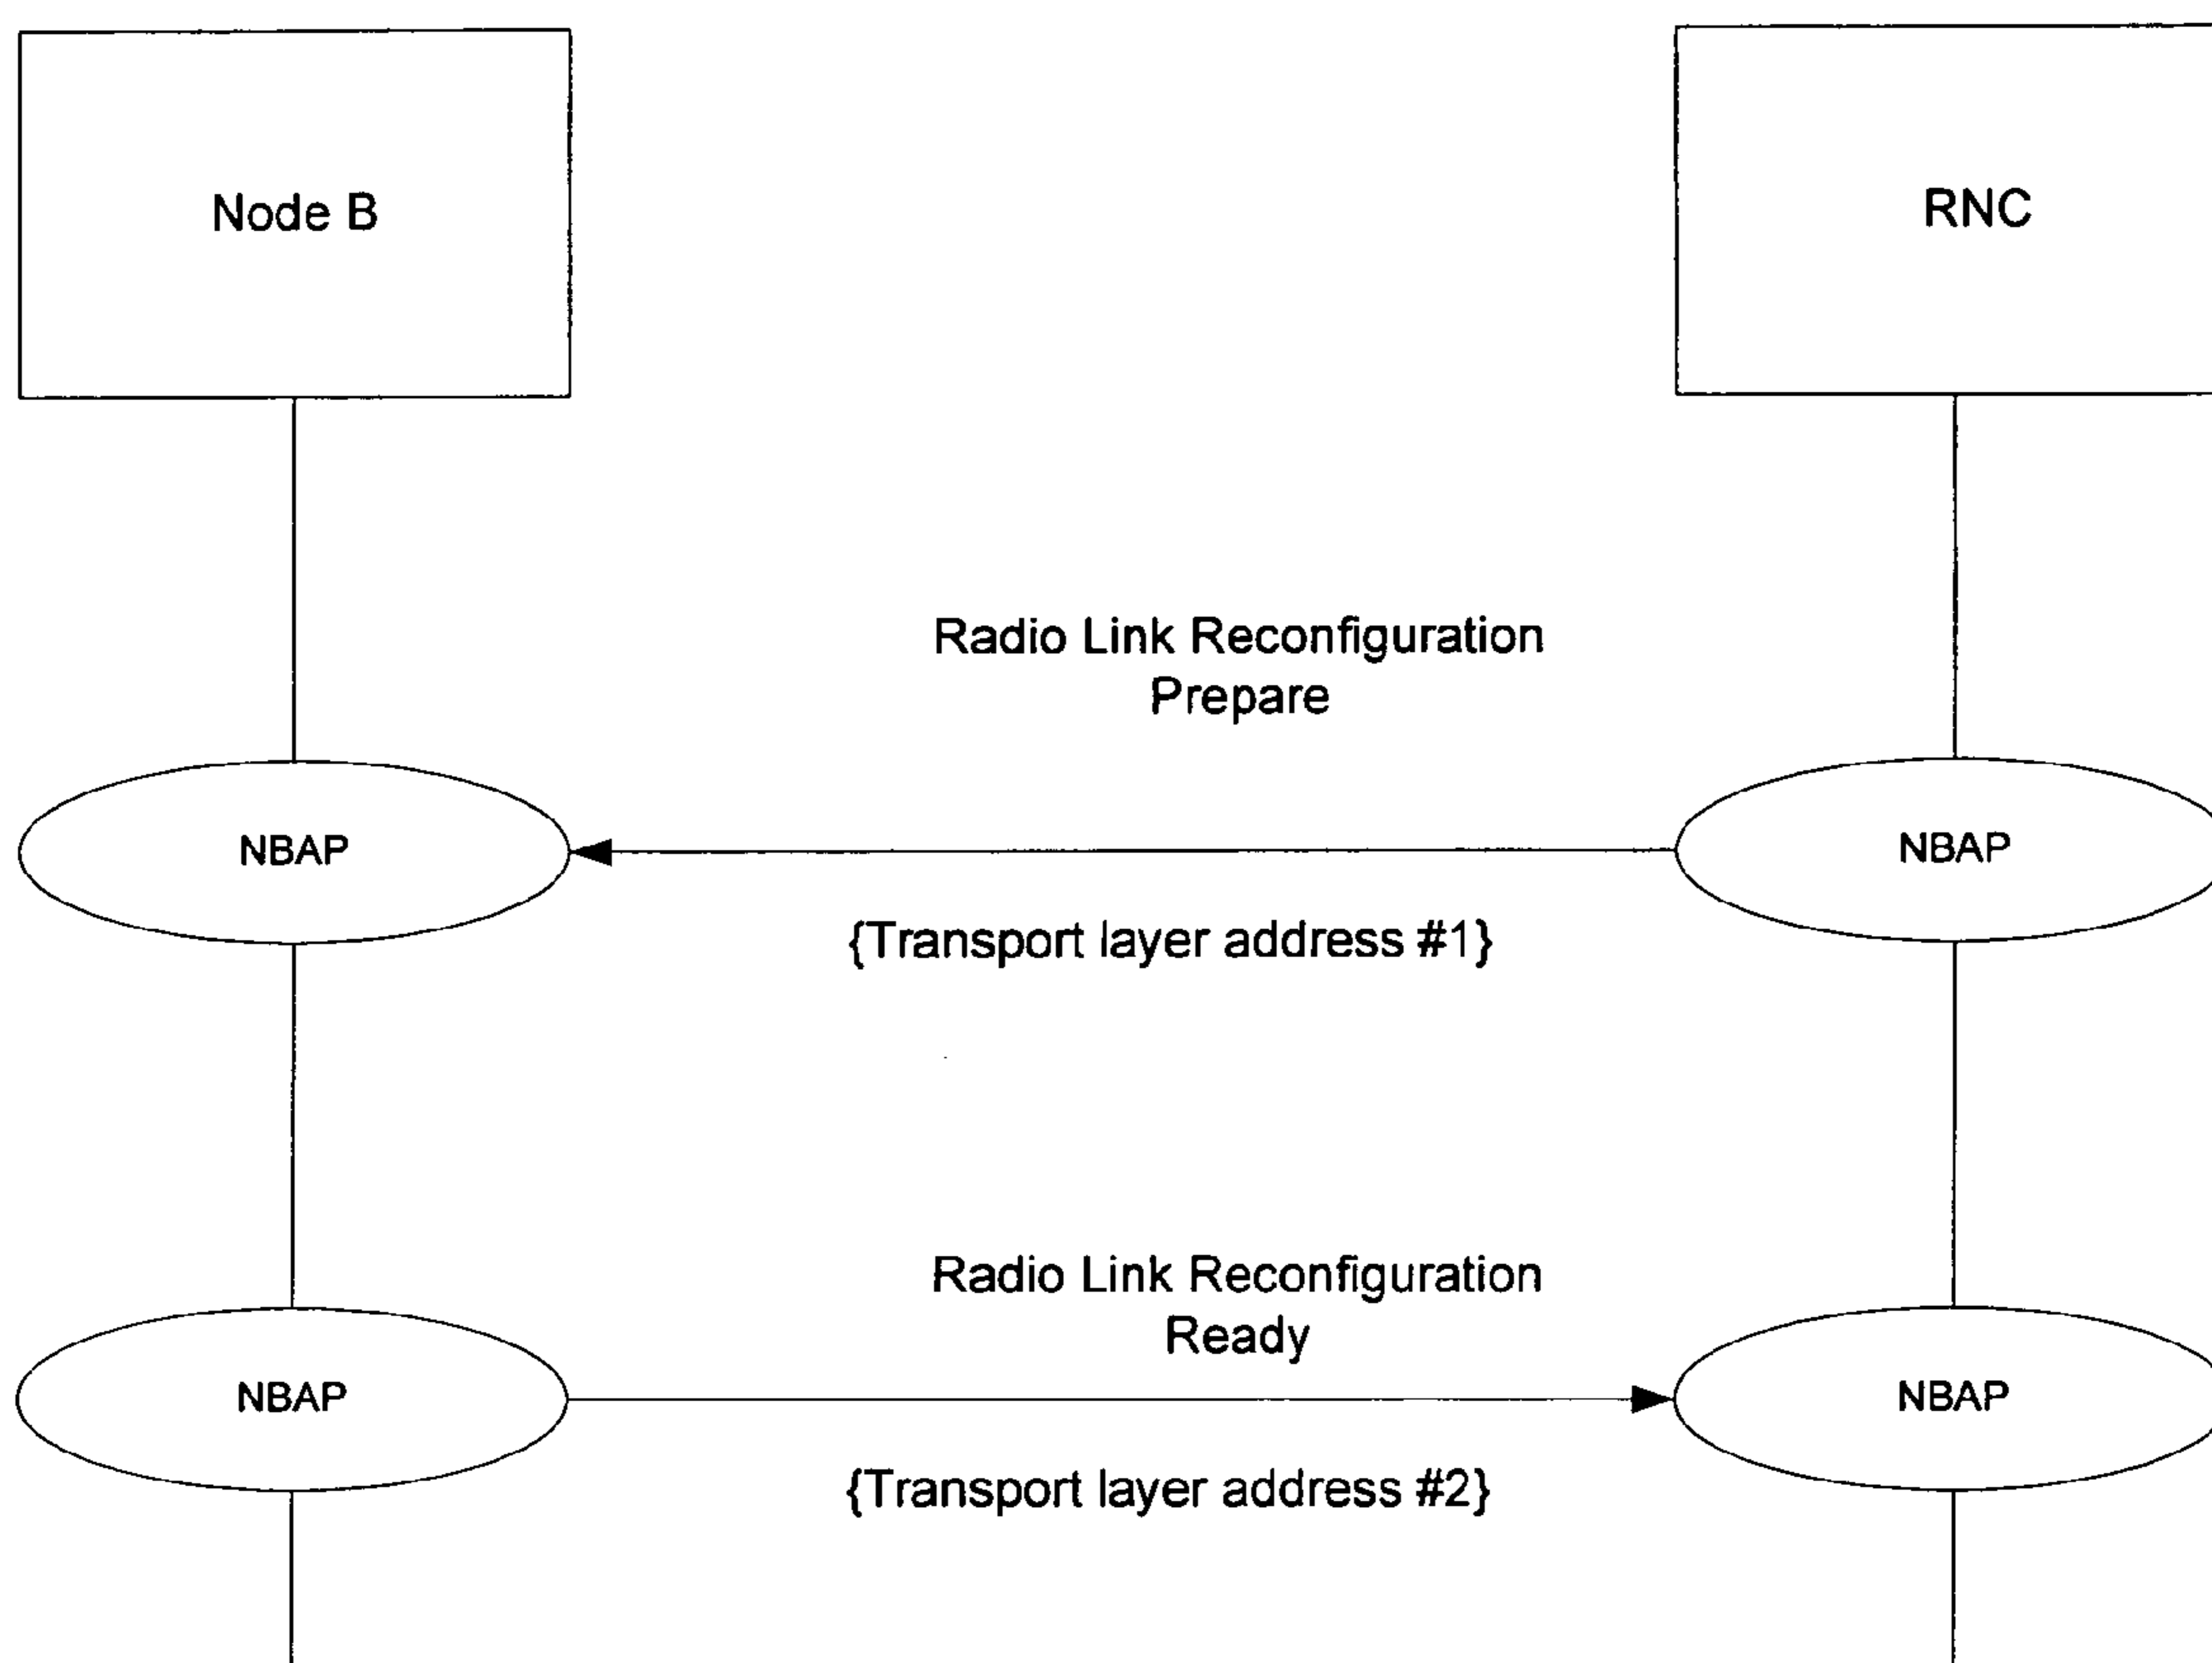 Node B
RNC
Radio Link Reconfiguration
Prepare
NBAP
NBAP
{Transport layer address #1}
Radio Link Reconfiguration
Ready
NBAP
NBAP
{Transport layer address #2}